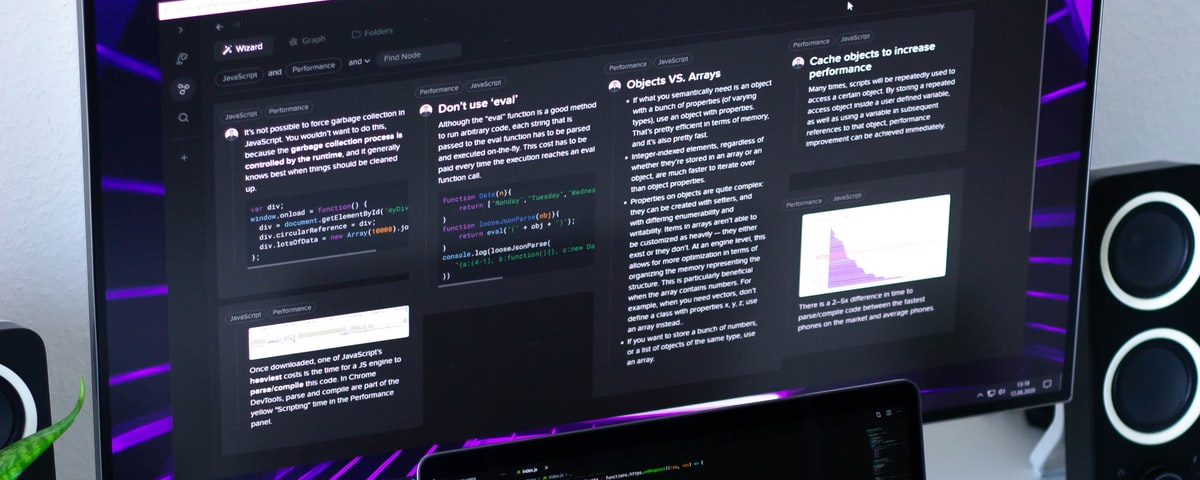 Wizard
Graph
Folders
JavaScript and Performance and
Find Node
JavaScript Performance
It's not possible to force garbage collection in
JavaScript. You wouldn't want to do this,
because the garbage collection process is
controlled by the runtime, and it generally
knows best when things should be cleaned
up.
var div;
window.onload = function() {
div = document.getElementById('myDiv
div.circularReference = div;
div.lotsOfData = new Array(10000).jo
};
JavaScript Performance
Once downloaded, one of JavaScript's
heaviest costs is the time for a JS engine to
parse/compile this code. In Chrome
DevTools, parse and compile are part of the
yellow "Scripting" time in the Performance
panel.
Performance JavaScript
Don't use 'eval'
Although the "eval" function is a good method
to run arbitrary code, each string that is
passed to the eval function has to be parsed
and executed on-the-fly. This cost has to be
paid every time the execution reaches an eval
function call.
function Date(n){
return ["Monday","Tuesday","Wednes
}
function looseJsonParse(obj){
return eval("(" + obj + ")");
}
console.log(looseJsonParse(
"{a:(4-1), b:function(){}, c:new Da
))
Performance JavaScript
Objects VS. Arrays
• If what you semantically need is an object
with a bunch of properties (of varying
types), use an object with properties.
That's pretty efficient in terms of memory,
and it's also pretty fast.
• Integer-indexed elements, regardless of
whether they're stored in an array or an
object, are much faster to iterate over
than object properties.
• Properties on objects are quite complex:
they can be created with setters, and
with differing enumerability and
writability. Items in arrays aren't able to
be customized as heavily — they either
exist or they don't. At an engine level, this
allows for more optimization in terms of
organizing the memory representing the
structure. This is particularly beneficial
when the array contains numbers. For
example, when you need vectors, don't
define a class with properties x, y, z; use
an array instead..
• If you want to store a bunch of numbers,
or a list of objects of the same type, use
an array.
Performance JavaScript
Cache objects to increase
performance
Many times, scripts will be repeatedly used to
access a certain object. By storing a repeated
access object inside a user defined variable,
as well as using a variable in subsequent
references to that object, performance
improvement can be achieved immediately.
Performance JavaScript
There is a 2–5x difference in time to
parse/compile code between the fastest
phones on the market and average phones.
13:19
12.08.2020
index.js
index.js
functions.https.onRequest((req, res) => {